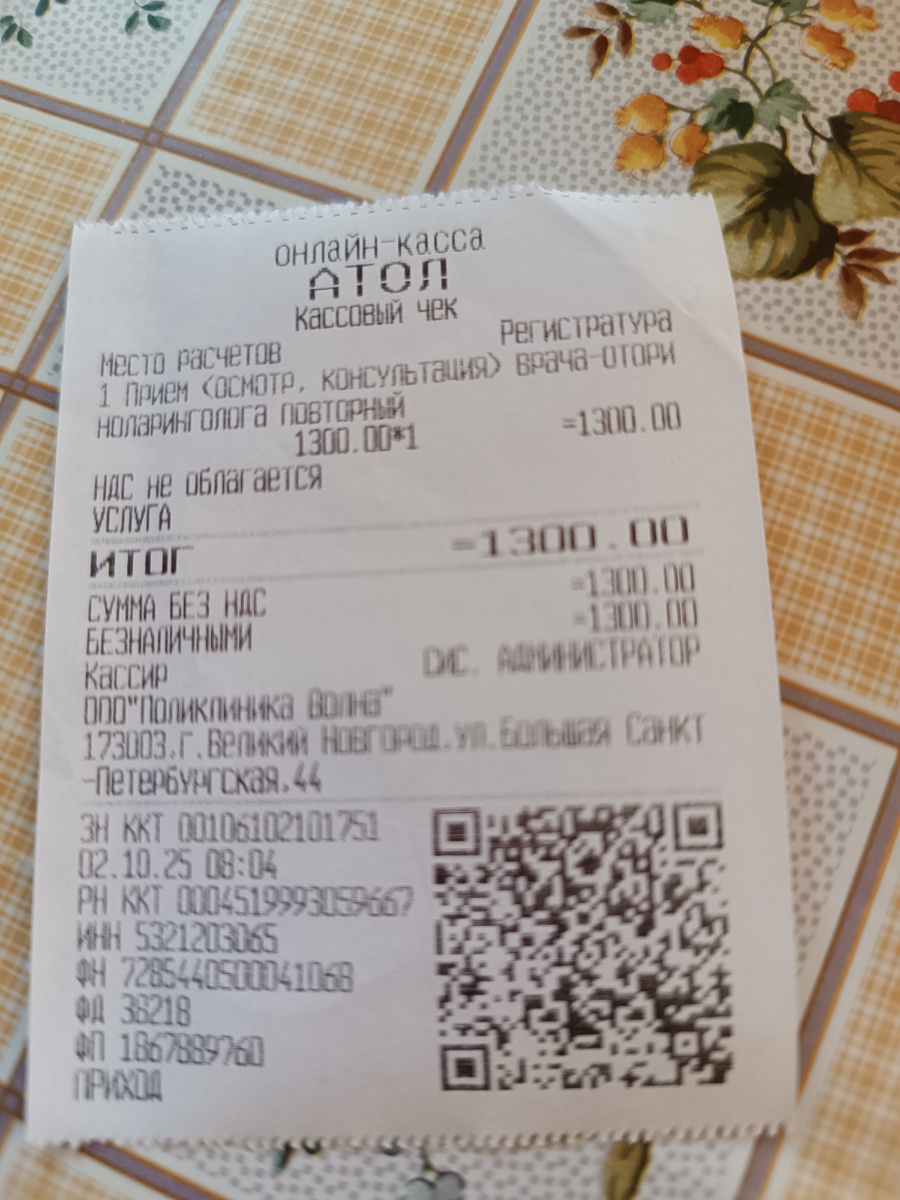 ОНЛАЙН-КАССА
АТОЛ
КАССОВЫЙ ЧЕК
МЕСТО РАСЧЕТОВ РЕГИСТРАТУРА
1 ПРИЕМ (ОСМОТР, КОНСУЛЬТАЦИЯ) ВРАЧА-ОТОРИ
НОЛАРИНГОЛОГА ПОВТОРНЫЙ
1300.00*1 =1300.00
НДС НЕ ОБЛАГАЕТСЯ
УСЛУГА
ИТОГ =1300.00
СУММА БЕЗ НДС =1300.00
БЕЗНАЛИЧНЫМИ =1300.00
КАССИР СИС. АДМИНИСТРАТОР
ООО"Поликлиника Волна"
173003,Г.Великий Новгород,ул.Большая Санкт
-Петербургская,44
ЗН ККТ 00106102101751
02.10.25 08:04
РН ККТ 0004519993059667
ИНН 5321203065
ФН 7285440500041068
ФД 38218
ФП 1867889760
ПРИХОД